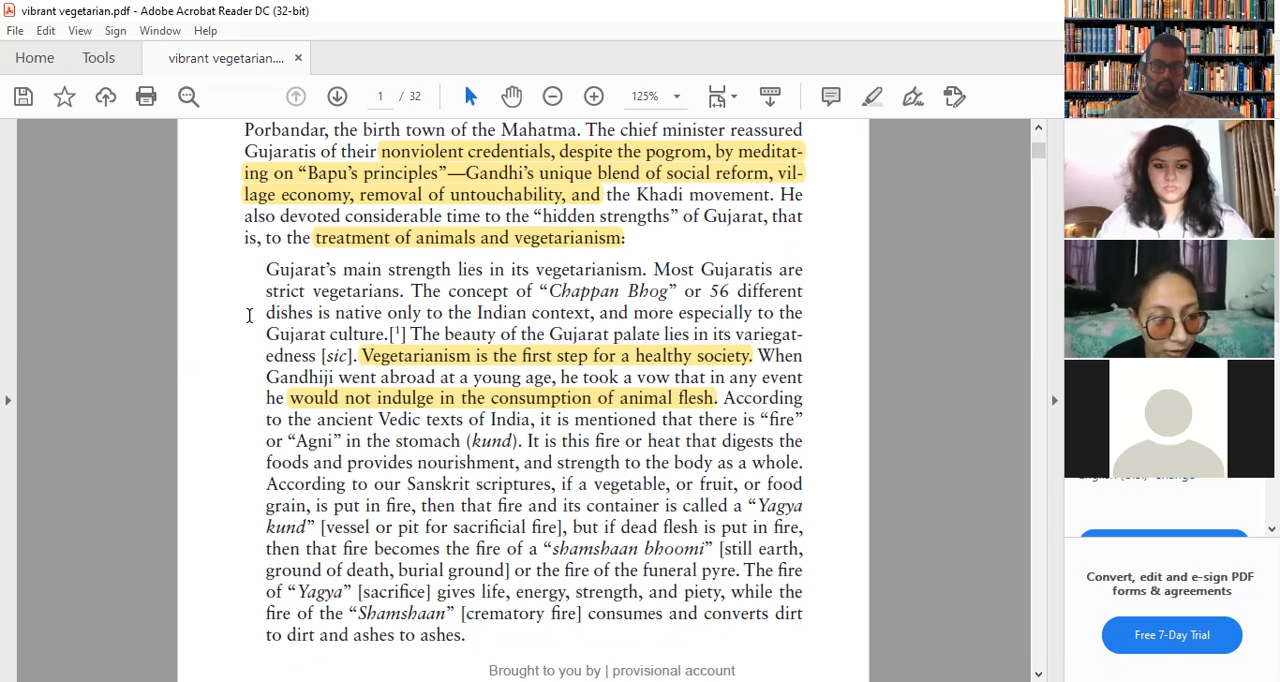 vibrant vegetarian.pdf - Adobe Acrobat Reader DC (32-bit)
File Edit View Sign Window Help
Home Tools vibrant vegetarian.... ×
1 / 32 125%
Porbandar, the birth town of the Mahatma. The chief minister reassured
Gujaratis of their nonviolent credentials, despite the pogrom, by meditat-
ing on “Bapu’s principles”—Gandhi’s unique blend of social reform, vil-
lage economy, removal of untouchability, and the Khadi movement. He
also devoted considerable time to the “hidden strengths” of Gujarat, that
is, to the treatment of animals and vegetarianism:
Gujarat’s main strength lies in its vegetarianism. Most Gujaratis are
strict vegetarians. The concept of “Chappan Bhog” or 56 different
dishes is native only to the Indian context, and more especially to the
Gujarat culture.[¹] The beauty of the Gujarat palate lies in its variegat-
edness [sic]. Vegetarianism is the first step for a healthy society. When
Gandhiji went abroad at a young age, he took a vow that in any event
he would not indulge in the consumption of animal flesh. According
to the ancient Vedic texts of India, it is mentioned that there is “fire”
or “Agni” in the stomach (kund). It is this fire or heat that digests the
foods and provides nourishment, and strength to the body as a whole.
According to our Sanskrit scriptures, if a vegetable, or fruit, or food
grain, is put in fire, then that fire and its container is called a “Yagya
kund” [vessel or pit for sacrificial fire], but if dead flesh is put in fire,
then that fire becomes the fire of a “shamshaan bhoomi” [still earth,
ground of death, burial ground] or the fire of the funeral pyre. The fire
of “Yagya” [sacrifice] gives life, energy, strength, and piety, while the
fire of the “Shamshaan” [crematory fire] consumes and converts dirt
to dirt and ashes to ashes.
Brought to you by | provisional account
Convert, edit and e-sign PDF
forms & agreements
Free 7-Day Trial